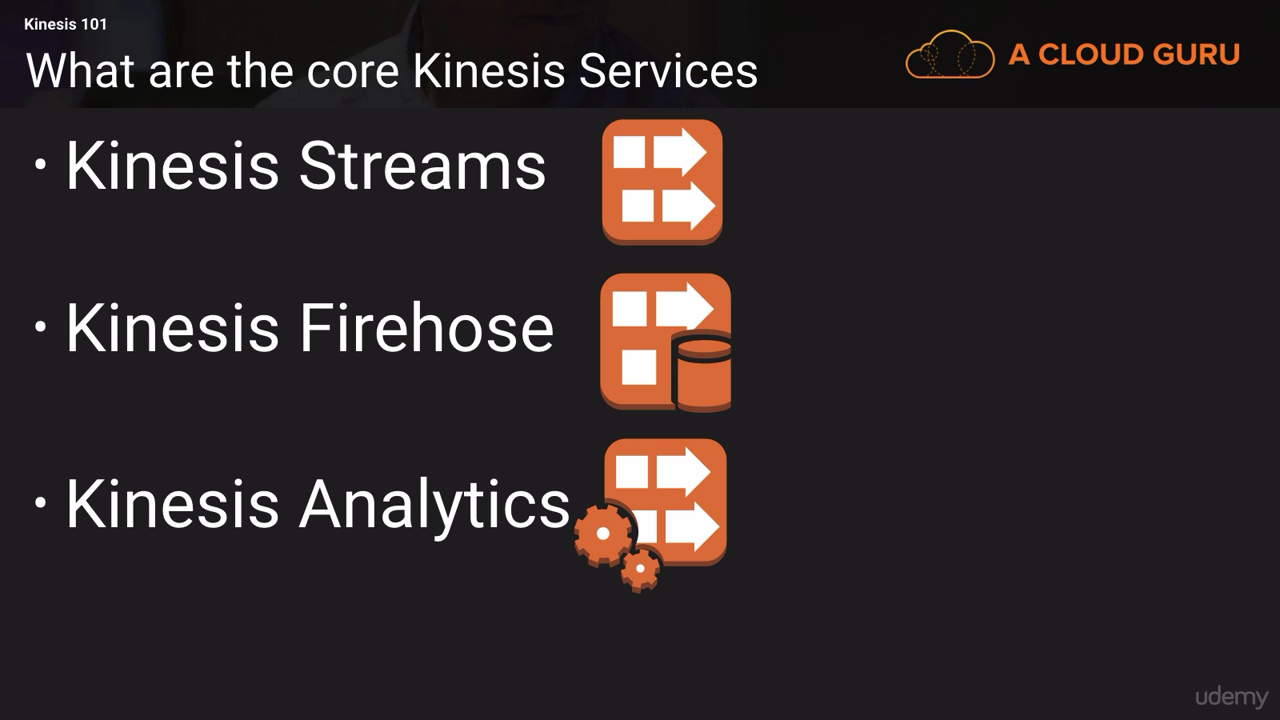 Kinesis 101
What are the core Kinesis Services
A CLOUD GURU
• Kinesis Streams
• Kinesis Firehose
• Kinesis Analytics
udemy